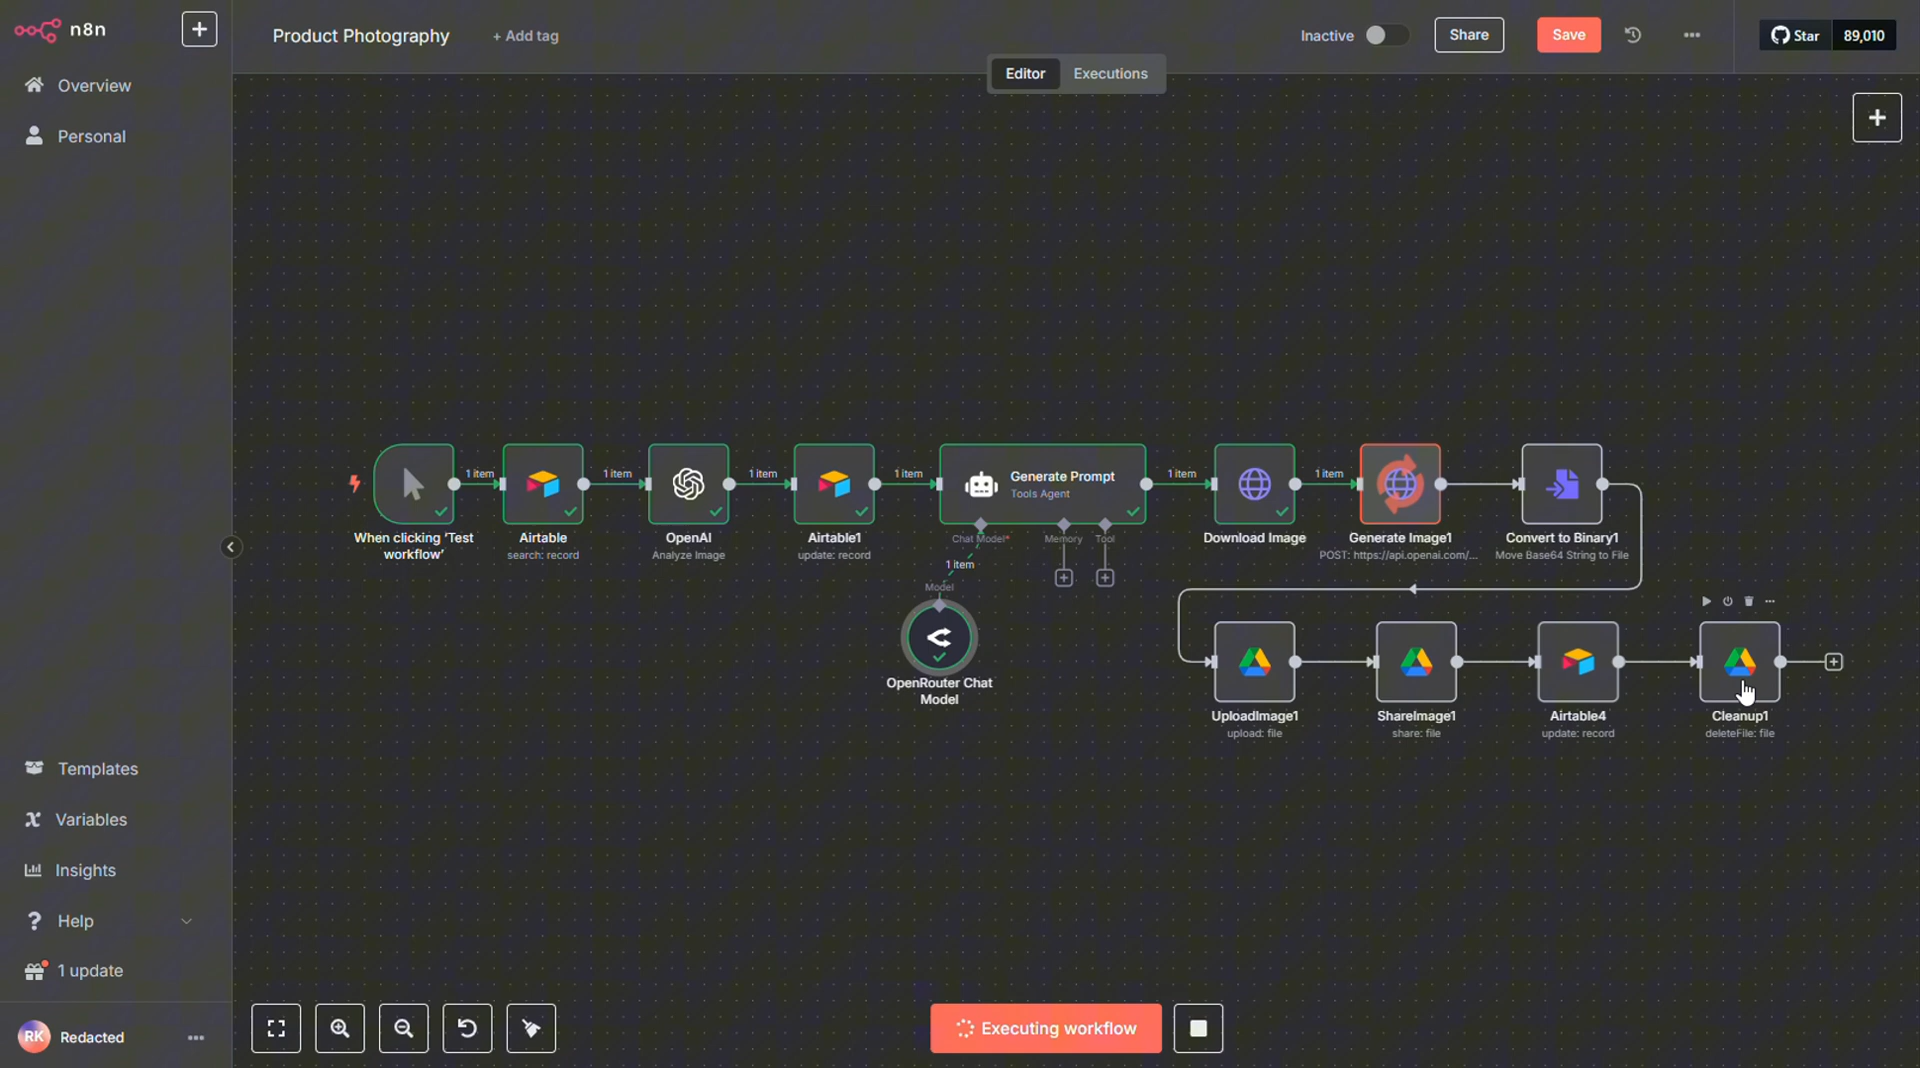 n8n
Product Photography
+ Add tag
Inactive
Share
Save
Star
89,010
Editor
Executions
Overview
Personal
1 item
1 item
1 item
1 item
Generate Prompt
Tools Agent
1 item
1 item
When clicking ‘Test
workflow’
Airtable
search: record
OpenAI
Analyze Image
Airtable1
update: record
Chat Model*
Memory
Tool
Download Image
Generate Image1
POST: https://api.openai.com/...
Convert to Binary1
Move Base64 String to File
1 item
Model
OpenRouter Chat
Model
UploadImage1
upload: file
ShareImage1
share: file
Airtable4
update: record
Cleanup1
deleteFile: file
Templates
Variables
Insights
Help
1 update
RK
Redacted
Executing workflow